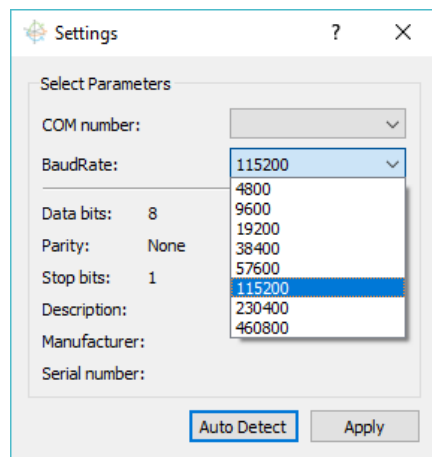 Settings
?
Select Parameters
COM number:
BaudRate: 115200
4800
9600
19200
38400
57600
115200
230400
460800
Data bits: 8
Parity: None
Stop bits: 1
Description:
Manufacturer:
Serial number:
Auto Detect Apply